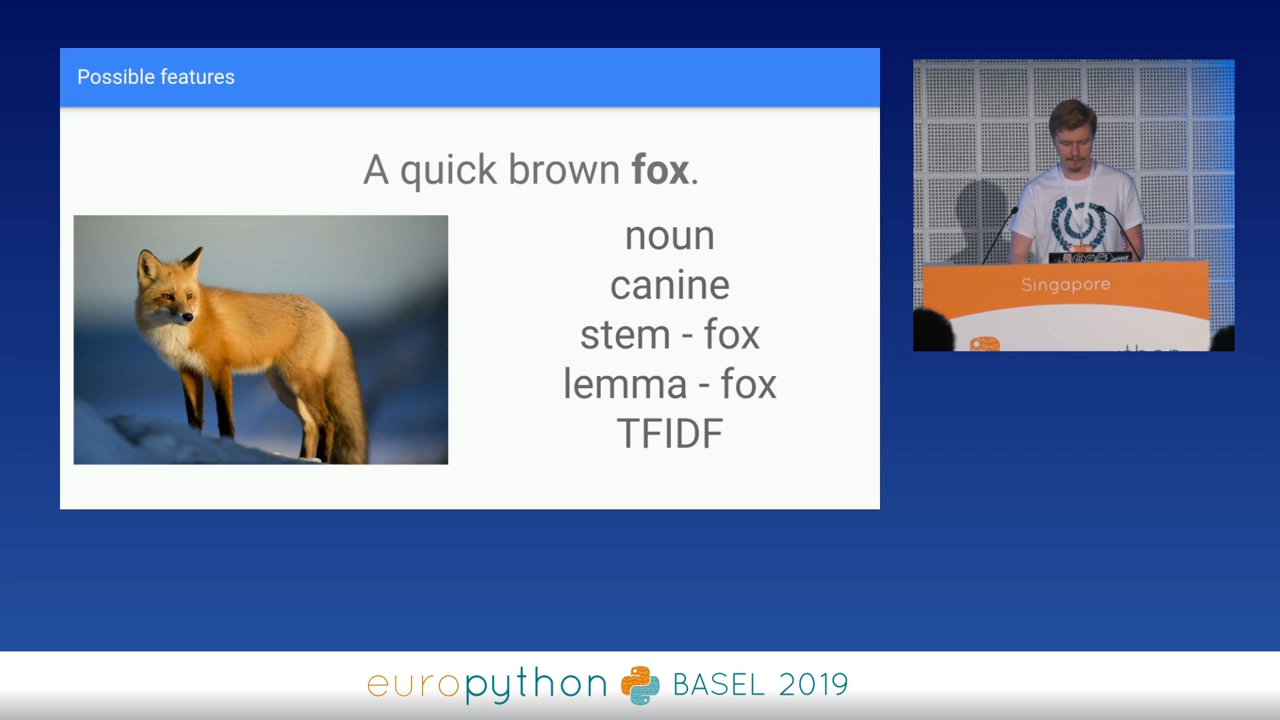 Possible features
A quick brown fox.
noun
canine
stem - fox
lemma - fox
TFIDF
Singapore
europython BASEL 2019